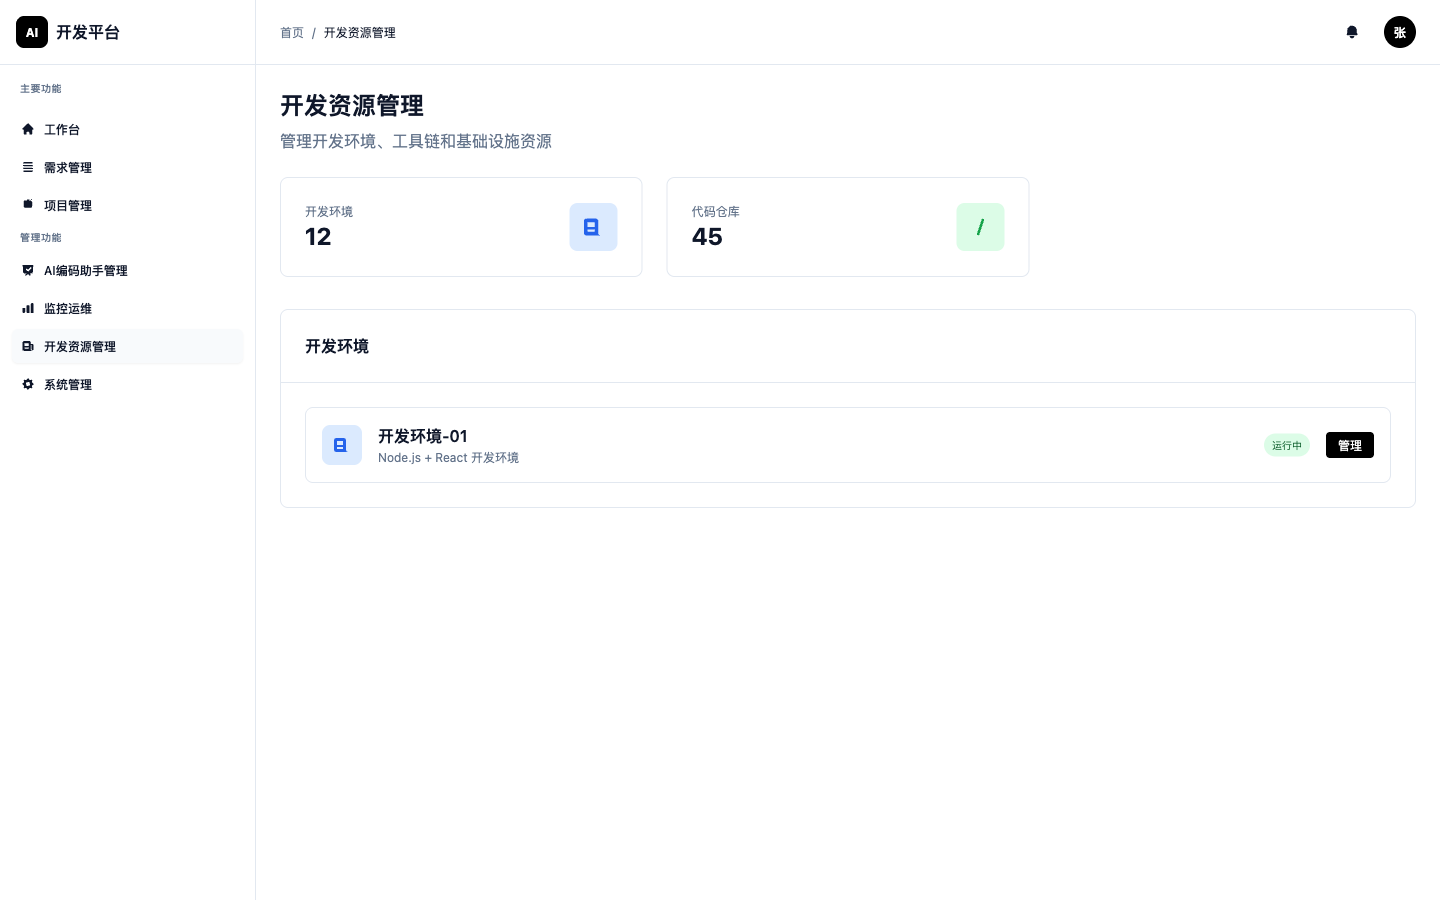 AI 开发平台
首页 / 开发资源管理
张
主要功能
工作台
需求管理
项目管理
管理功能
AI编码助手管理
监控运维
开发资源管理
系统管理
开发资源管理
管理开发环境、工具链和基础设施资源
开发环境
12
代码仓库
45
/
开发环境
开发环境-01
Node.js + React 开发环境
运行中
管理